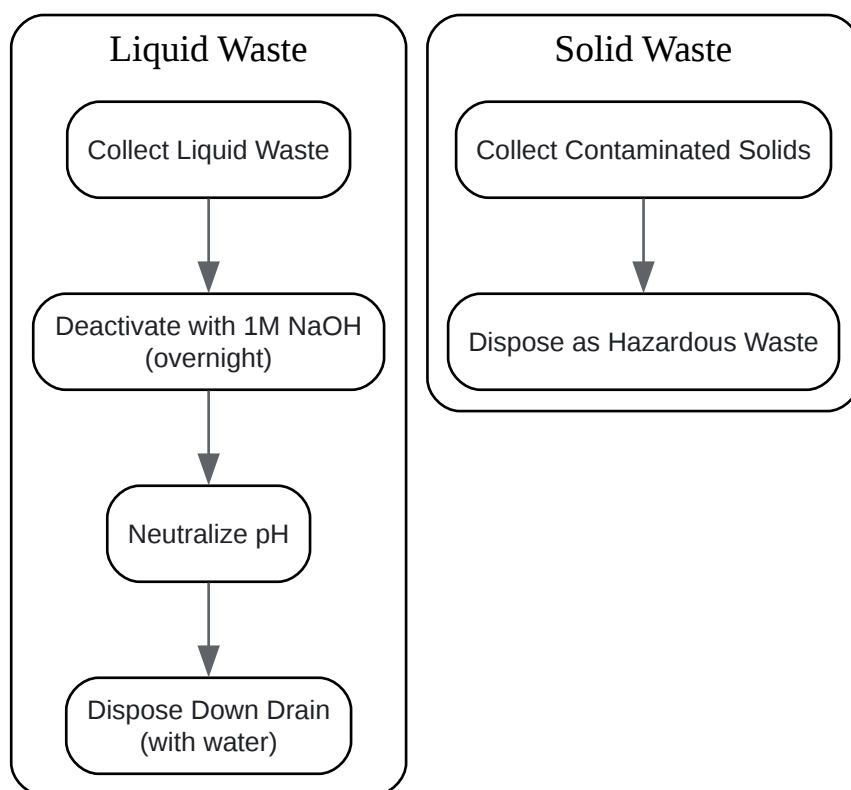 Liquid Waste
Collect Liquid Waste
Deactivate with 1M NaOH
(overnight)
Neutralize pH
Dispose Down Drain
(with water)
Solid Waste
Collect Contaminated Solids
Dispose as Hazardous Waste